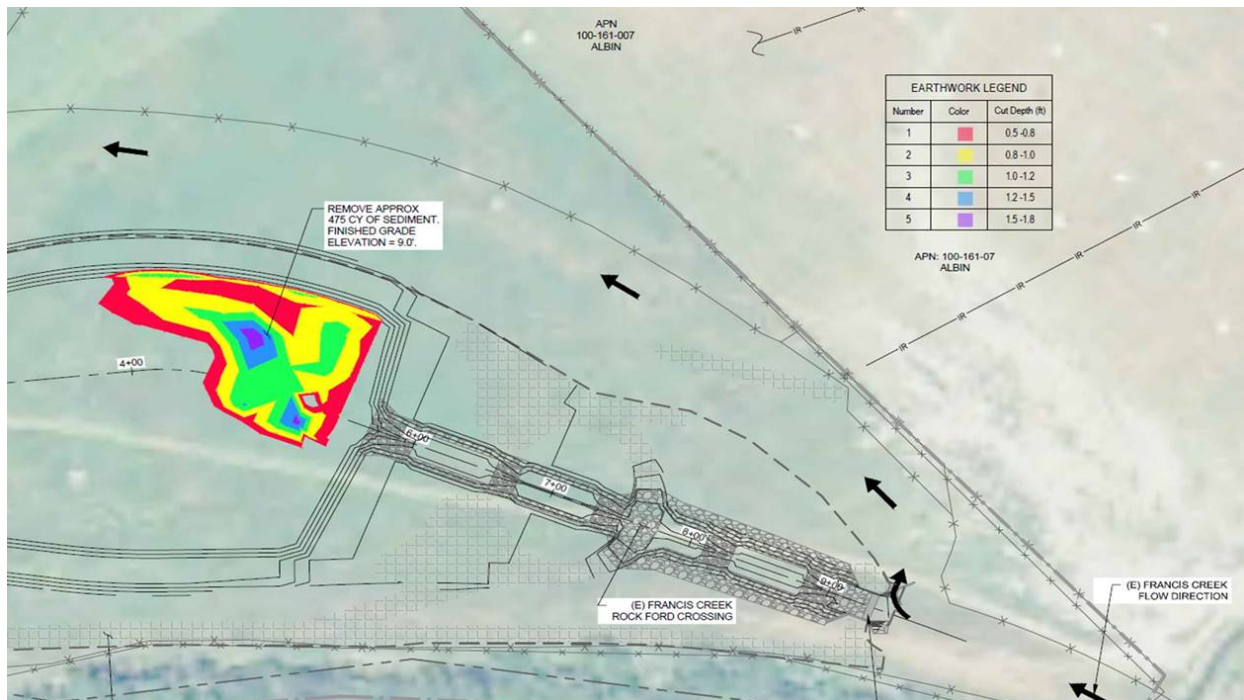 APN
100-161-007
ALBIN
IR
EARTHWORK LEGEND
Number Color Cut Depth (ft)
1 0.5 -0.8
2 0.8 -1.0
3 1.0 -1.2
4 1.2 -1.5
5 1.5 -1.8
REMOVE APPROX
475 CY OF SEDIMENT.
FINISHED GRADE
ELEVATION = 9.0'.
APN: 100-161-07
ALBIN
IR
IR
IR
IR
4+00
6+00
7+00
8+00
9+00
(E) FRANCIS CREEK
ROCK FORD CROSSING
(E) FRANCIS CREEK
FLOW DIRECTION